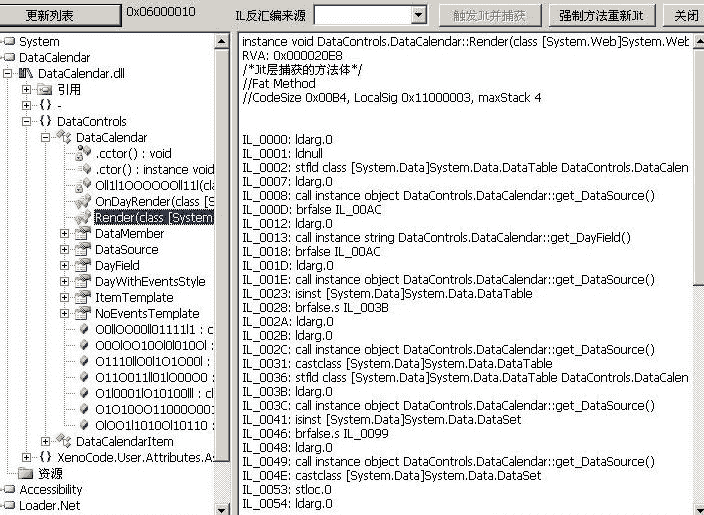 更新列表 0x06000010 IL反汇编来源 触发Jit并捕获 强制方法重新Jit 关闭
System
DataCalendar
DataCalendar.dll
引用
{} -
{} DataControls
DataCalendar
.cctor() : void
.ctor() : instance void
OnDayRender(class [S
Render(class [System
DataMember
DataSource
DayField
DayWithEventsStyle
ItemTemplate
NoEventsTemplate
DataCalendarItem
{} XenoCode.User.Attributes.As
资源
Accessibility
Loader.Net
instance void DataControls.DataCalendar::Render(class [System.Web]System.Web
RVA: 0x000020E8
/*Jit层捕获的方法体*/
//Fat Method
//CodeSize 0x00B4, LocalSig 0x11000003, maxStack 4
IL_0000: ldarg.0
IL_0001: ldnull
IL_0002: stfld class [System.Data]System.Data.DataTable DataControls.DataCalen
IL_0007: ldarg.0
IL_0008: call instance object DataControls.DataCalendar::get_DataSource()
IL_000D: brfalse IL_00AC
IL_0012: ldarg.0
IL_0013: call instance string DataControls.DataCalendar::get_DayField()
IL_0018: brfalse IL_00AC
IL_001D: ldarg.0
IL_001E: call instance object DataControls.DataCalendar::get_DataSource()
IL_0023: isinst [System.Data]System.Data.DataTable
IL_0028: brfalse.s IL_003B
IL_002A: ldarg.0
IL_002B: ldarg.0
IL_002C: call instance object DataControls.DataCalendar::get_DataSource()
IL_0031: castclass [System.Data]System.Data.DataTable
IL_0036: stfld class [System.Data]System.Data.DataTable DataControls.DataCalen
IL_003B: ldarg.0
IL_003C: call instance object DataControls.DataCalendar::get_DataSource()
IL_0041: isinst [System.Data]System.Data.DataSet
IL_0046: brfalse.s IL_0099
IL_0048: ldarg.0
IL_0049: call instance object DataControls.DataCalendar::get_DataSource()
IL_004E: castclass [System.Data]System.Data.DataSet
IL_0053: stloc.0
IL_0054: ldarg.0